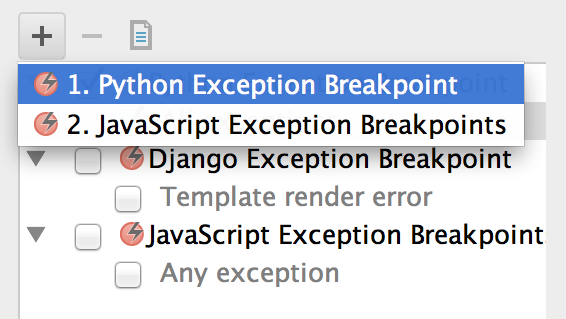 1. Python Exception Breakpoint
2. JavaScript Exception Breakpoints
Django Exception Breakpoint
Template render error
JavaScript Exception Breakpoint
Any exception